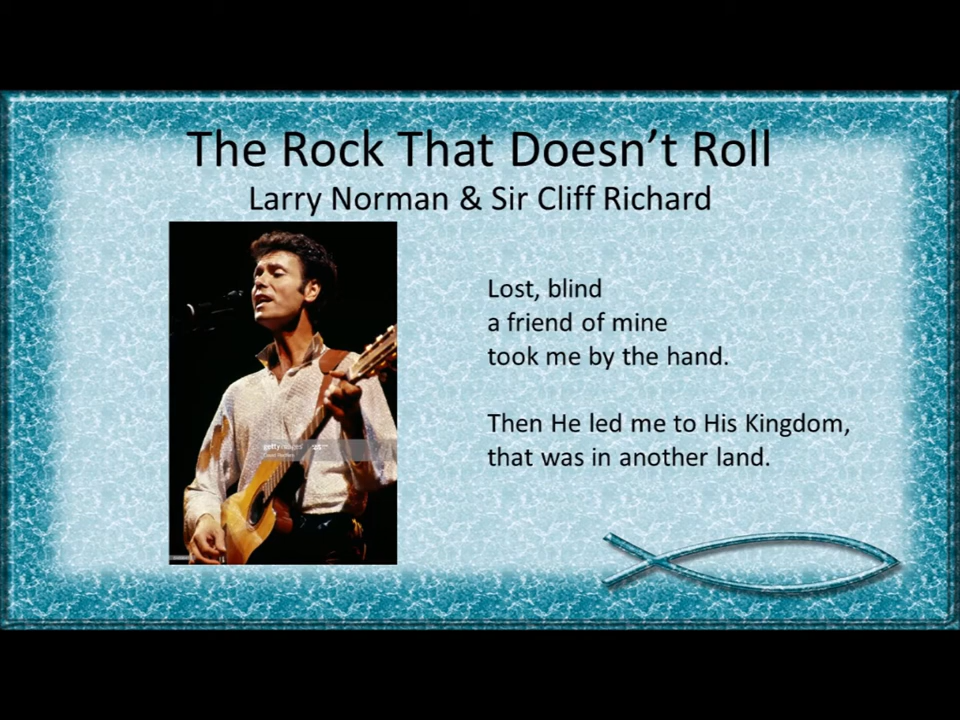 The Rock That Doesn’t Roll
Larry Norman & Sir Cliff Richard
Lost, blind
a friend of mine
took me by the hand.
Then He led me to His Kingdom,
that was in another land.
gettyimages